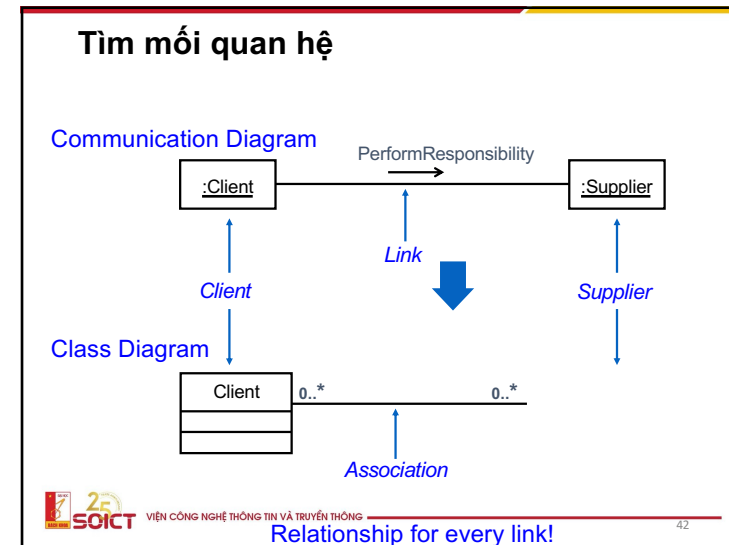 Tìm mối quan hệ
Communication Diagram
PerformResponsibility
:Client
:Supplier
Link
Client
Supplier
Class Diagram
Client
0..*
0..*
Association
25
SOICT
VIỆN CÔNG NGHỆ THÔNG TIN VÀ TRUYỀN THÔNG
Relationship for every link!
42